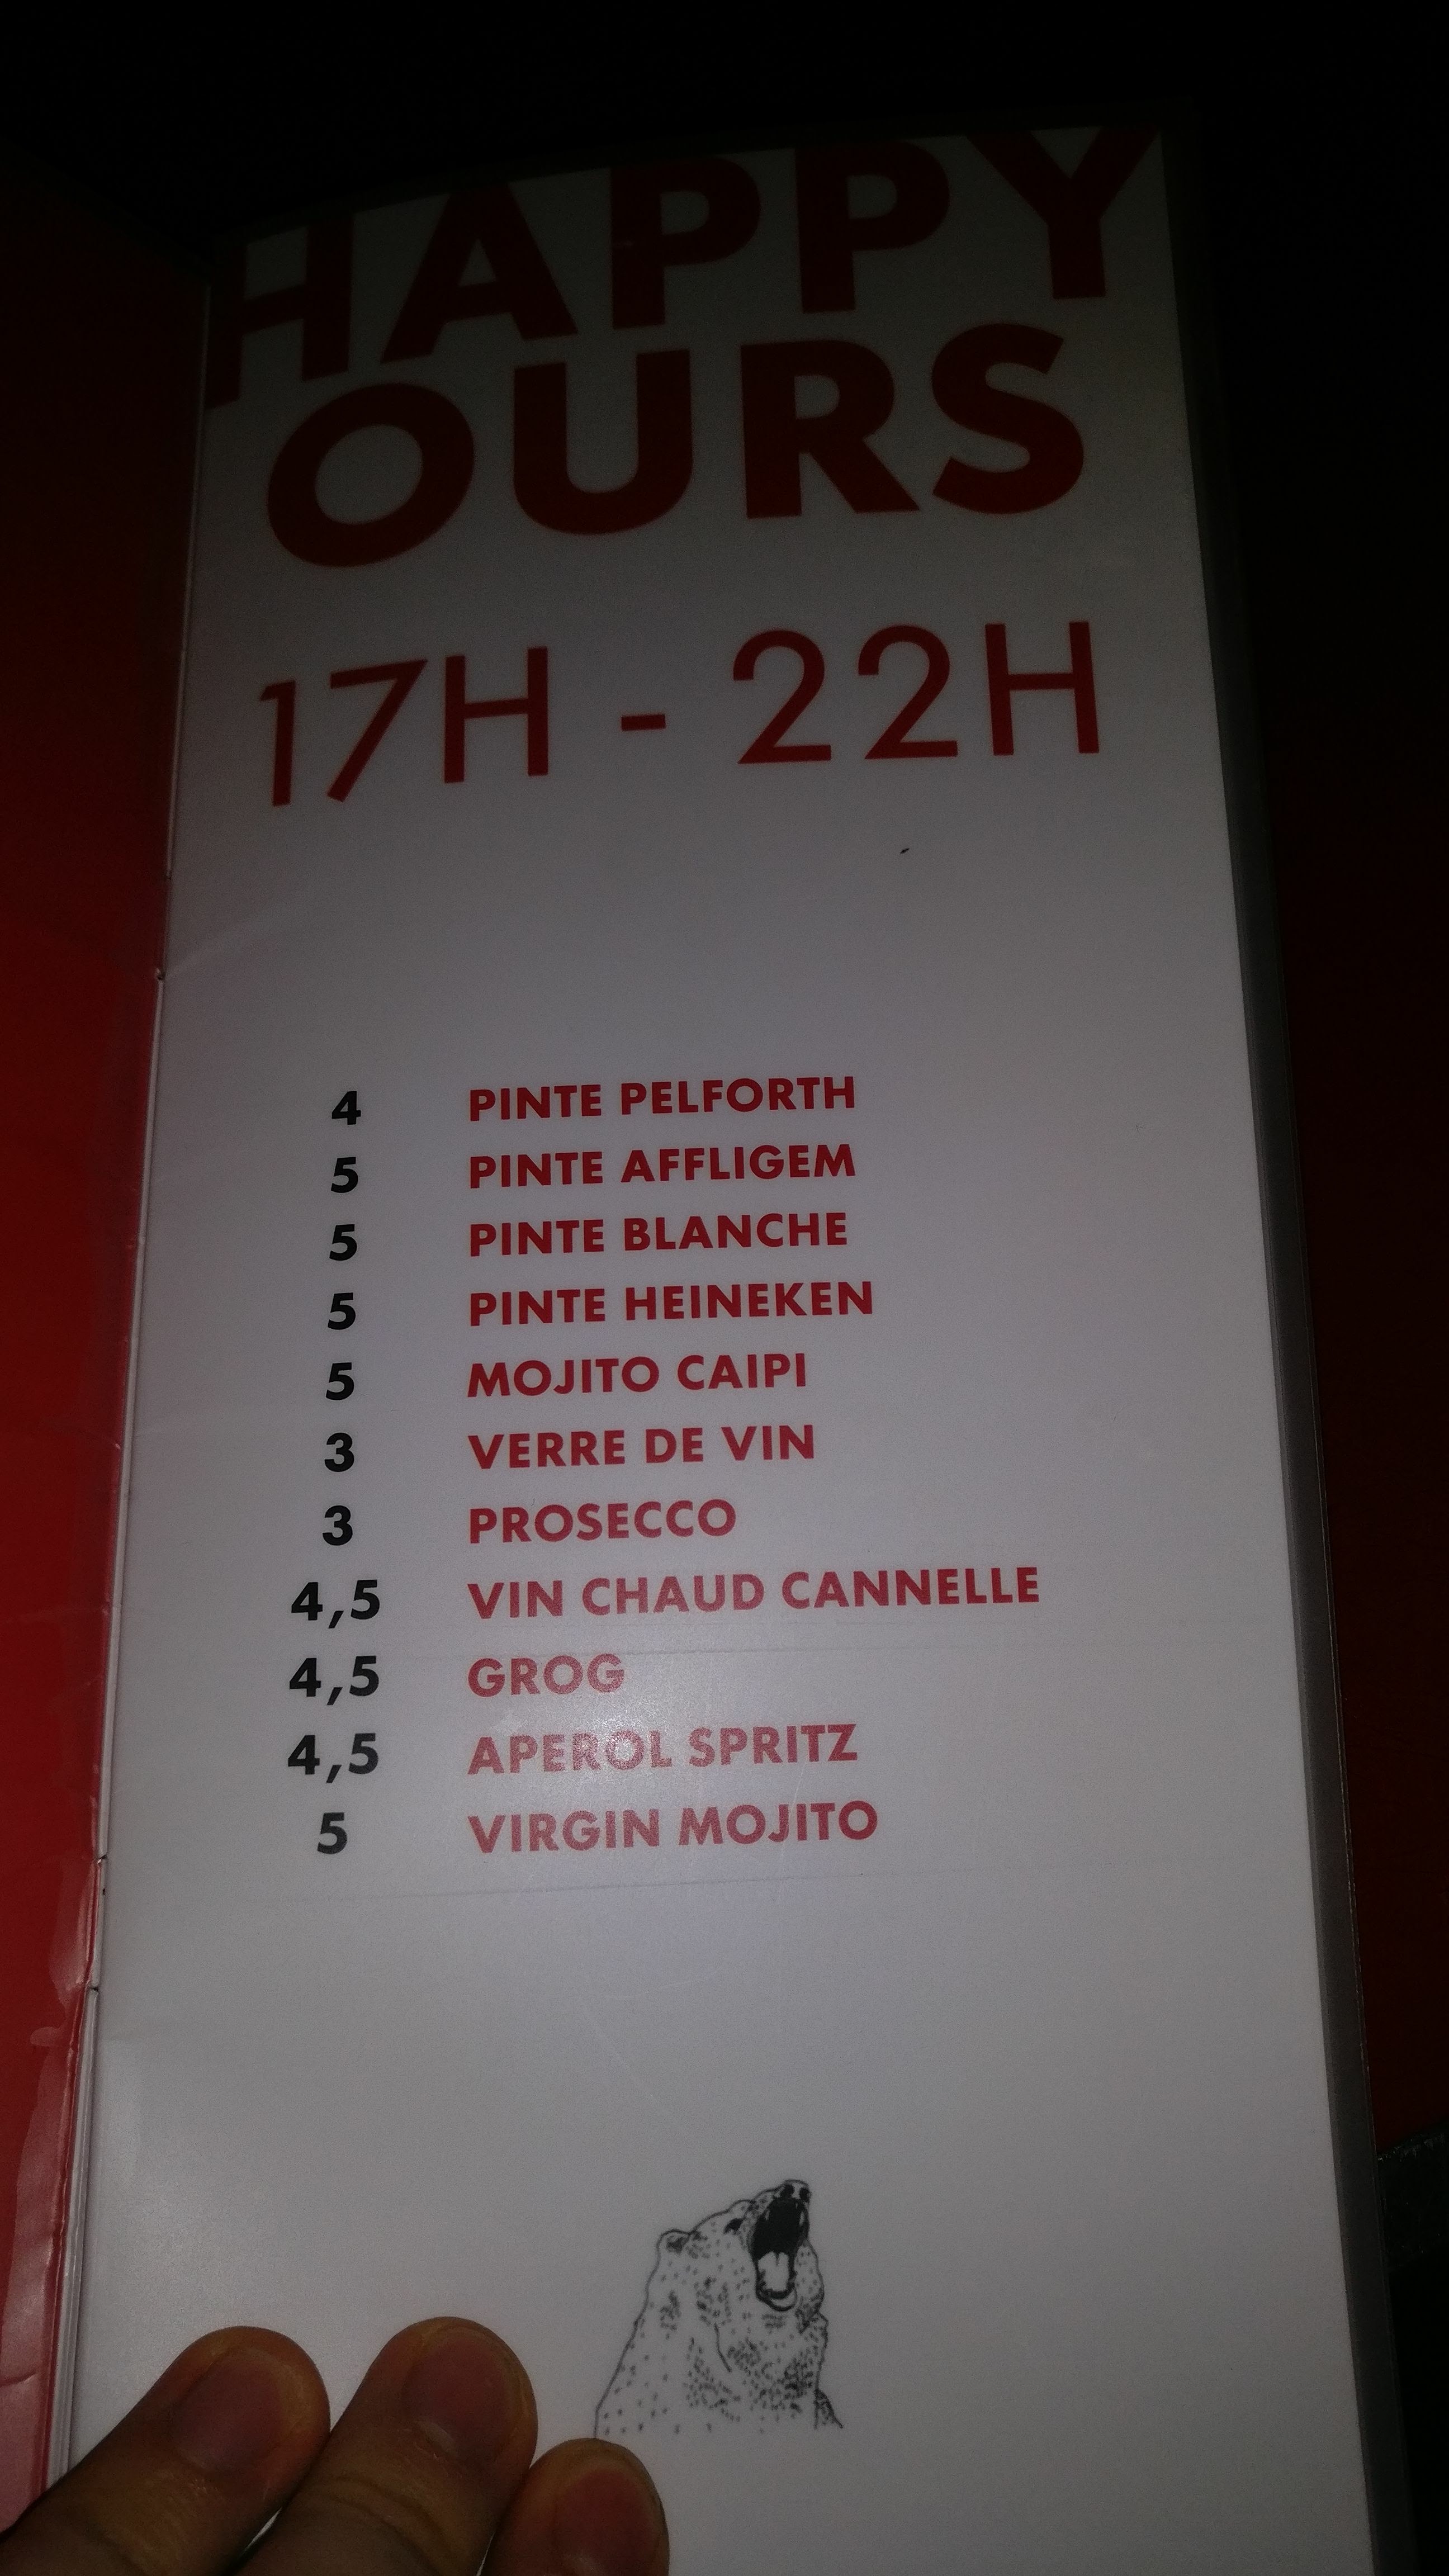 HAPPY
OURS
17H - 22H
4 PINTE PELFORTH
5 PINTE AFFLIGEM
5 PINTE BLANCHE
5 PINTE HEINEKEN
5 MOJITO CAIPI
3 VERRE DE VIN
3 PROSECCO
4,5 VIN CHAUD CANNELLE
4,5 GROG
4,5 APEROL SPRITZ
5 VIRGIN MOJITO